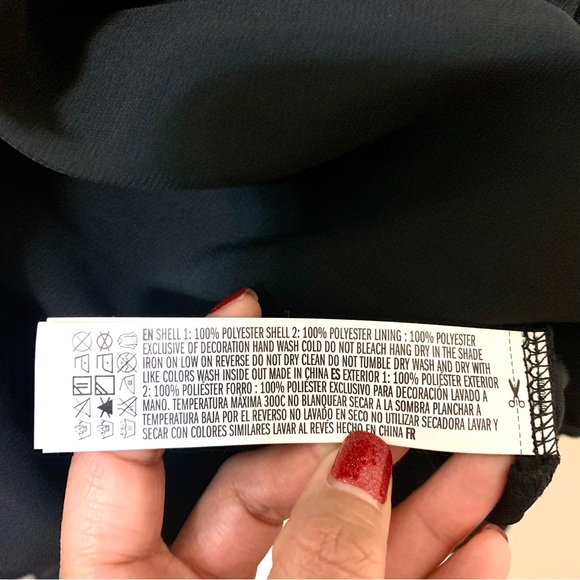 EN SHELL 1: 100% POLYESTER SHELL 2: 100% POLYESTER LINING : 100% POLYESTER
EXCLUSIVE OF DECORATION HAND WASH COLD DO NOT BLEACH HANG DRY IN THE SHADE
IRON ON LOW ON REVERSE DO NOT DRY CLEAN DO NOT TUMBLE DRY WASH AND DRY WITH
LIKE COLORS WASH INSIDE OUT MADE IN CHINA ES EXTERIOR 1: 100% POLIÉSTER EXTERIOR
2: 100% POLIÉSTER FORRO : 100% POLIÉSTER EXCLUSIVO PARA DECORACIÓN LAVADO A
MANO. TEMPERATURA MÁXIMA 300C NO BLANQUEAR SECAR A LA SOMBRA PLANCHAR A
TEMPERATURA BAJA POR EL REVERSO NO LAVADO EN SECO NO UTILIZAR SECADORA LAVAR Y
SECAR CON COLORES SIMILARES LAVAR AL REVÉS HECHO EN CHINA FR